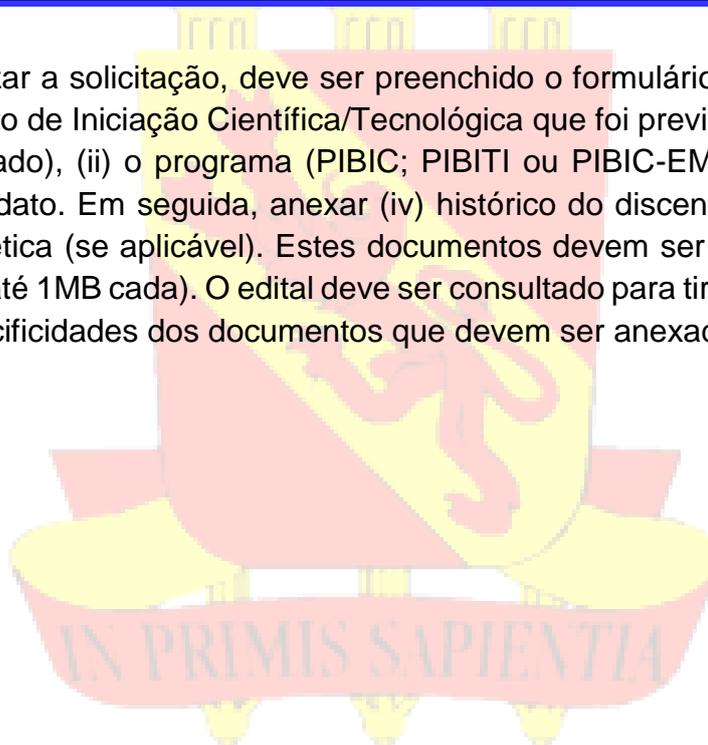 tar a solicitação, deve ser preenchido o formulário
o de Iniciação Científica/Tecnológica que foi previ
ado), (ii) o programa (PIBIC; PIBITI ou PIBIC-EM
dato. Em seguida, anexar (iv) histórico do discen
ética (se aplicável). Estes documentos devem ser
até 1MB cada). O edital deve ser consultado para tir
cificidades dos documentos que devem ser anexad
IN PRIMIS SAPIENTIA